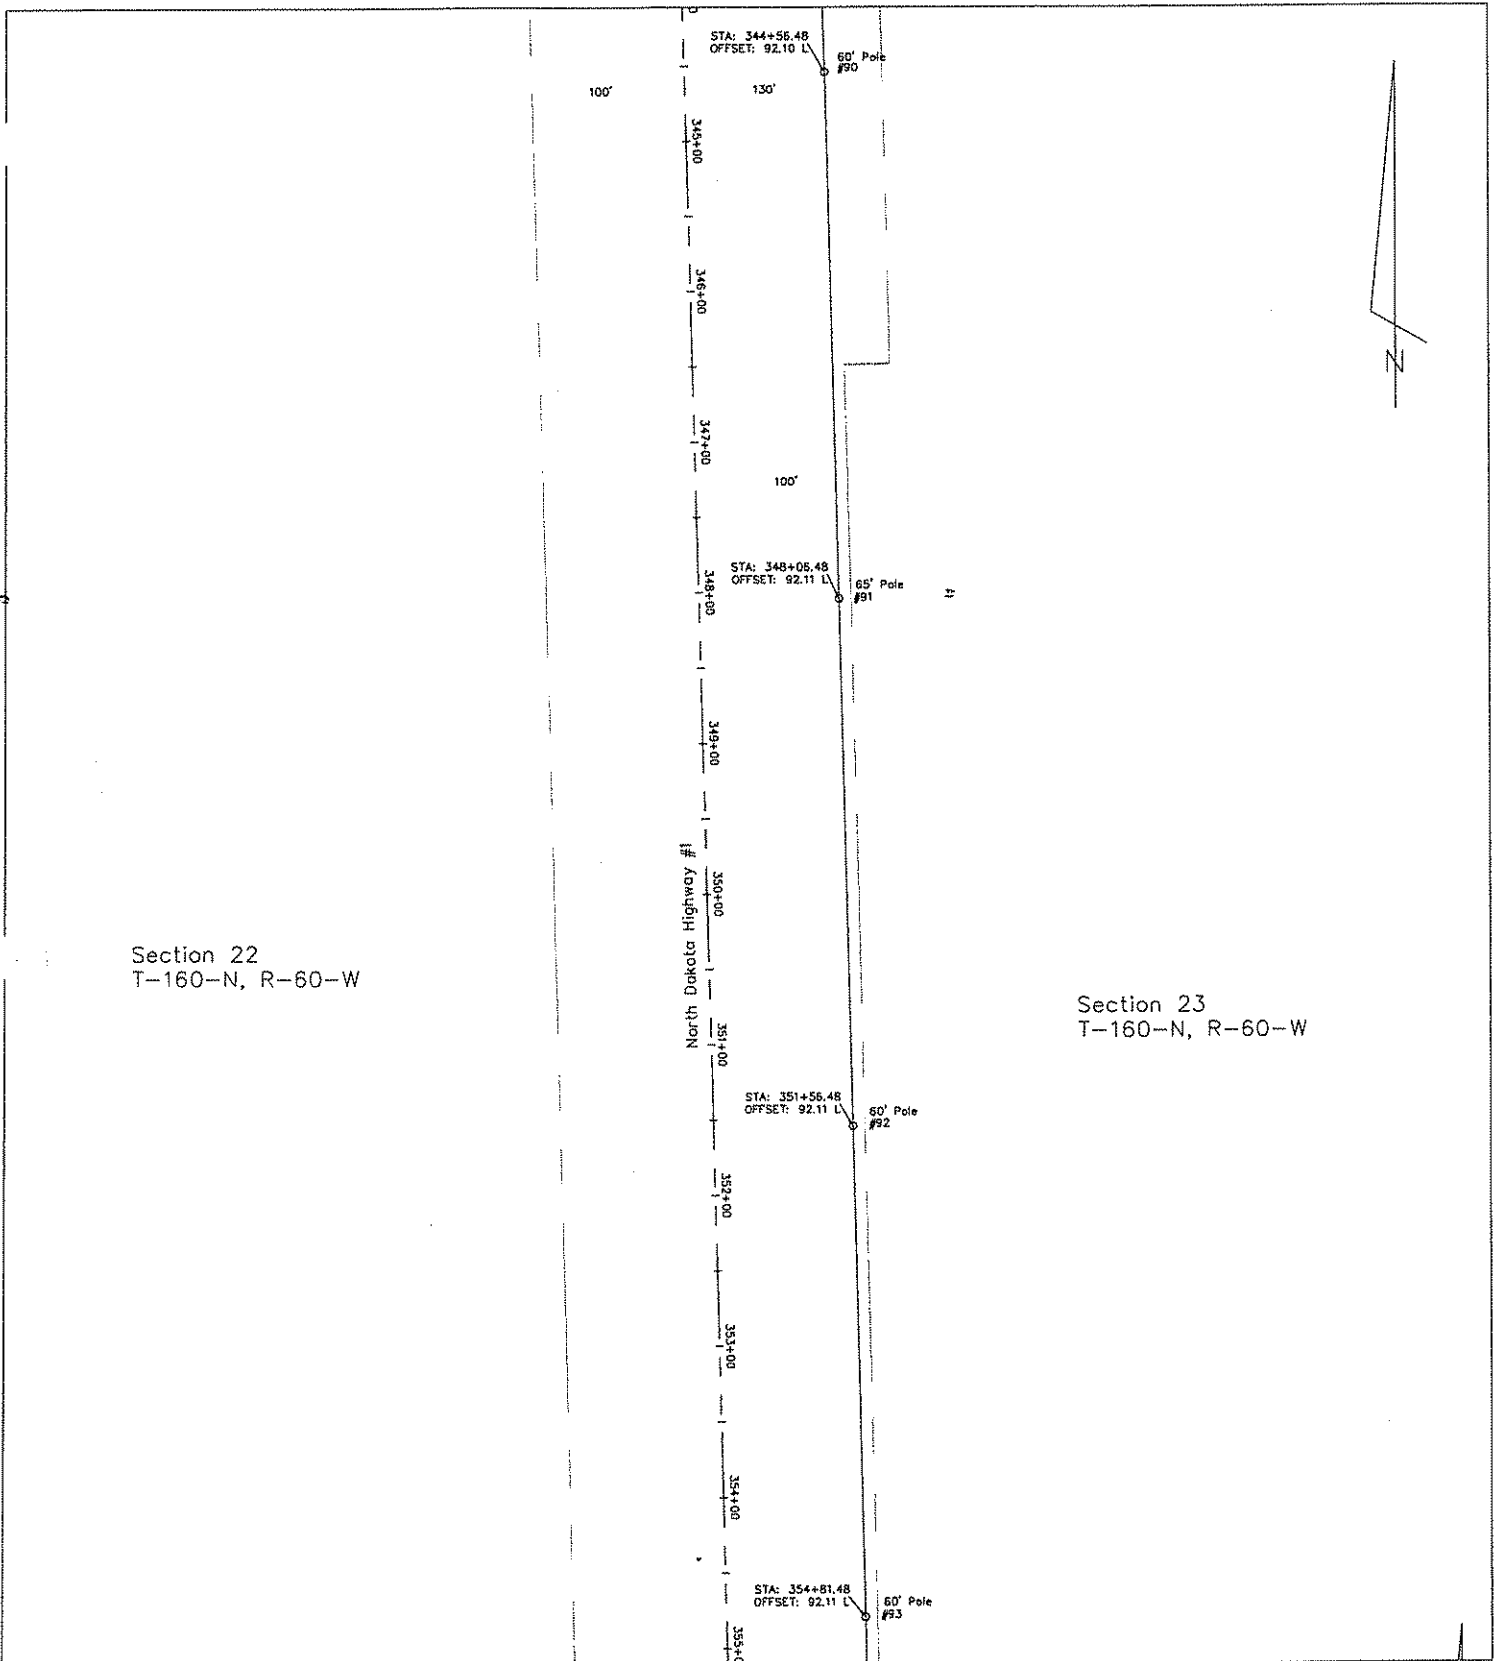 STA: 344+56.48
OFFSET: 92.10 L
60' Pole
#90
100'
130'
345+00
346+00
N
347+00
100'
STA: 348+06.48
OFFSET: 92.11 L
65' Pole
#91
348+00
349+00
North Dakota Highway #1
350+00
Section 22
T-160-N, R-60-W
Section 23
T-160-N, R-60-W
351+00
STA: 351+56.48
OFFSET: 92.11 L
60' Pole
#92
352+00
353+00
354+00
STA: 354+81.48
OFFSET: 92.11 L
60' Pole
#93